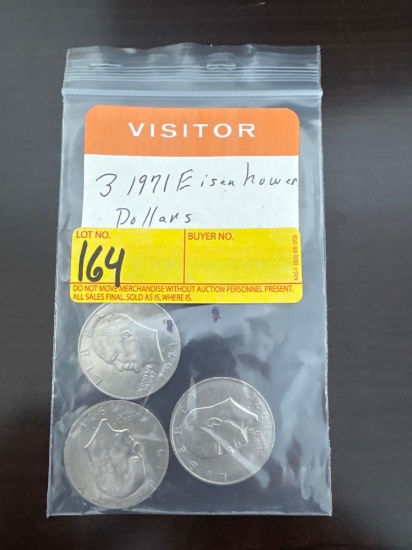 VISITOR
3 1971 Eisenhower
Dollars
LOT NO. BUYER NO.
164
DO NOT MOVE MERCHANDISE WITHOUT AUCTION PERSONNEL PRESENT.
ALL SALES FINAL. SOLD AS IS, WHERE IS.